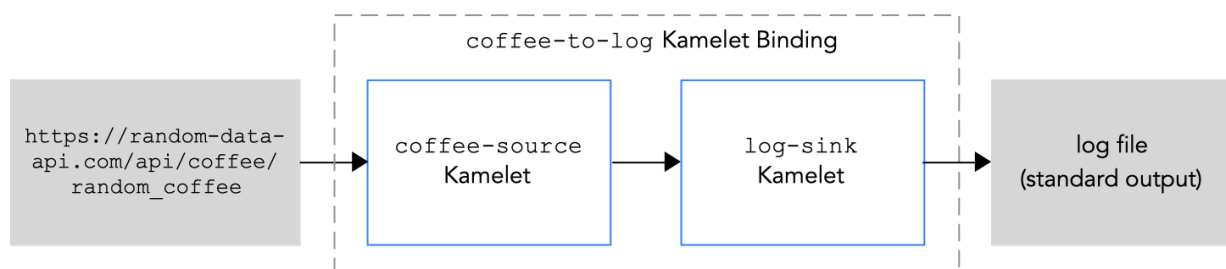 coffee-to-log Kamelet Binding
https://random-data-
api.com/api/coffee/
random_coffee
coffee-source
Kamelet
log-sink
Kamelet
log file
(standard output)